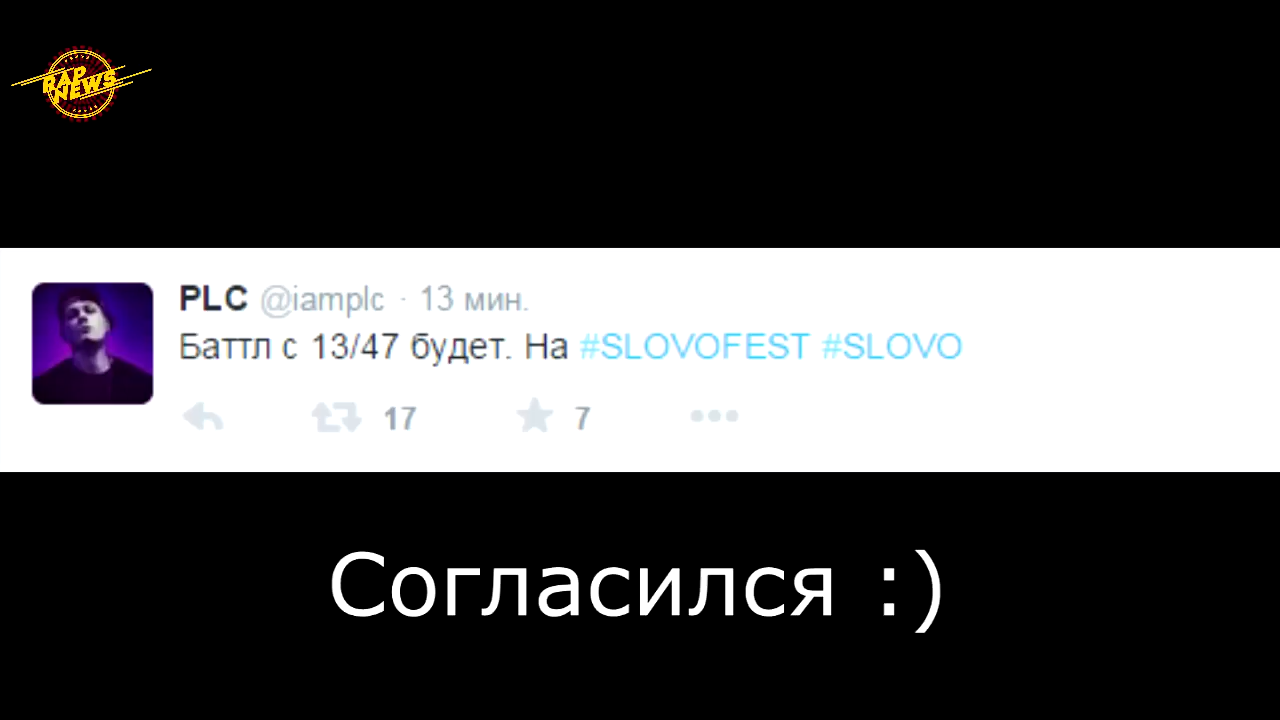 RAP
NEWS
PLC @iamplc · 13 мин.
Баттл с 13/47 будет. На #SLOVOFEST #SLOVO
17 7
Согласился :)